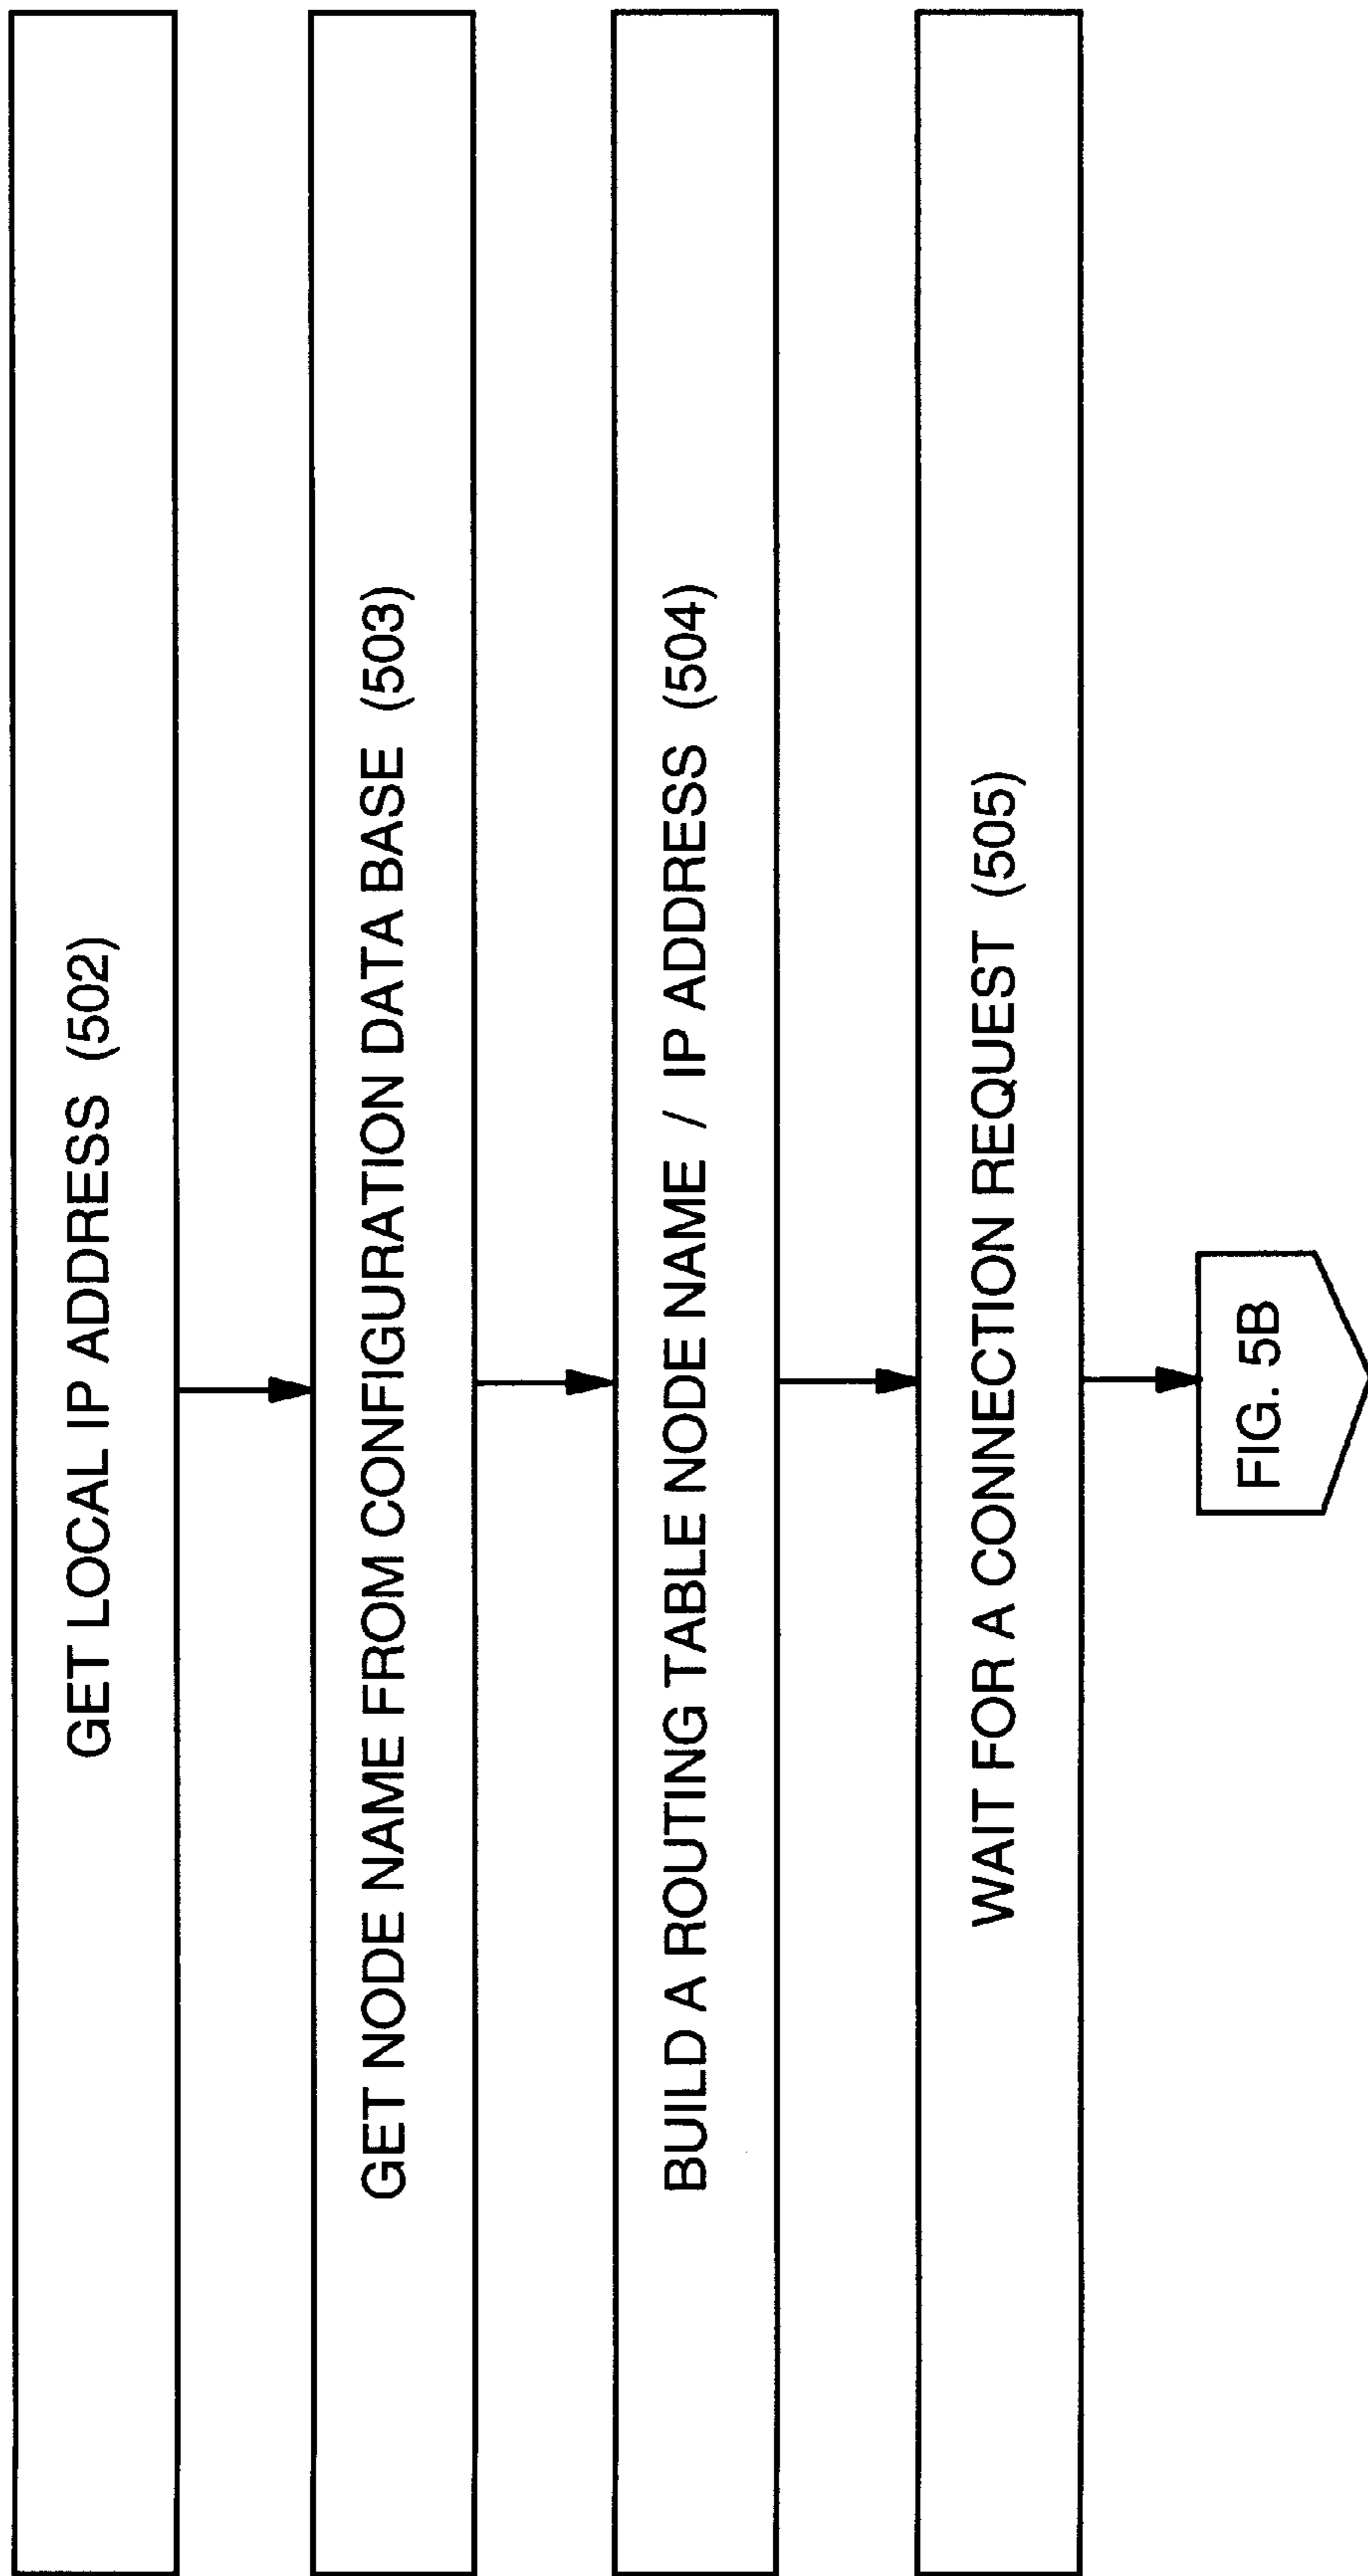 GET LOCAL IP ADDRESS (502)
GET NODE NAME FROM CONFIGURATION DATA BASE (503)
BUILD A ROUTING TABLE NODE NAME / IP ADDRESS (504)
WAIT FOR A CONNECTION REQUEST (505)
FIG. 5B